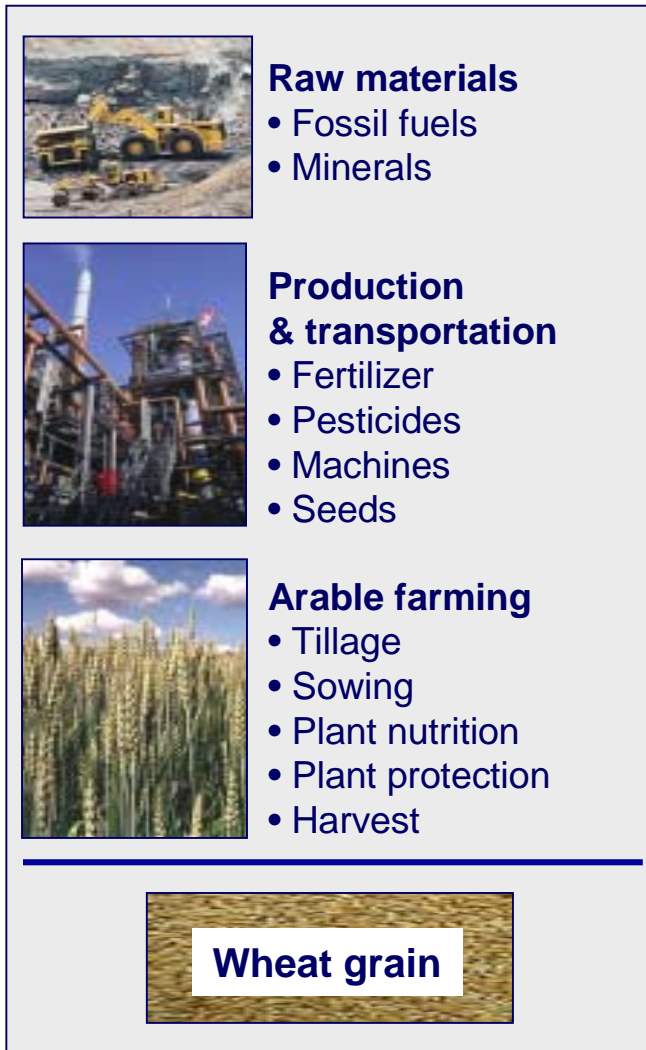 Raw materials
• Fossil fuels
• Minerals
Production
& transportation
• Fertilizer
• Pesticides
• Machines
• Seeds
Arable farming
• Tillage
• Sowing
• Plant nutrition
• Plant protection
• Harvest
Wheat grain